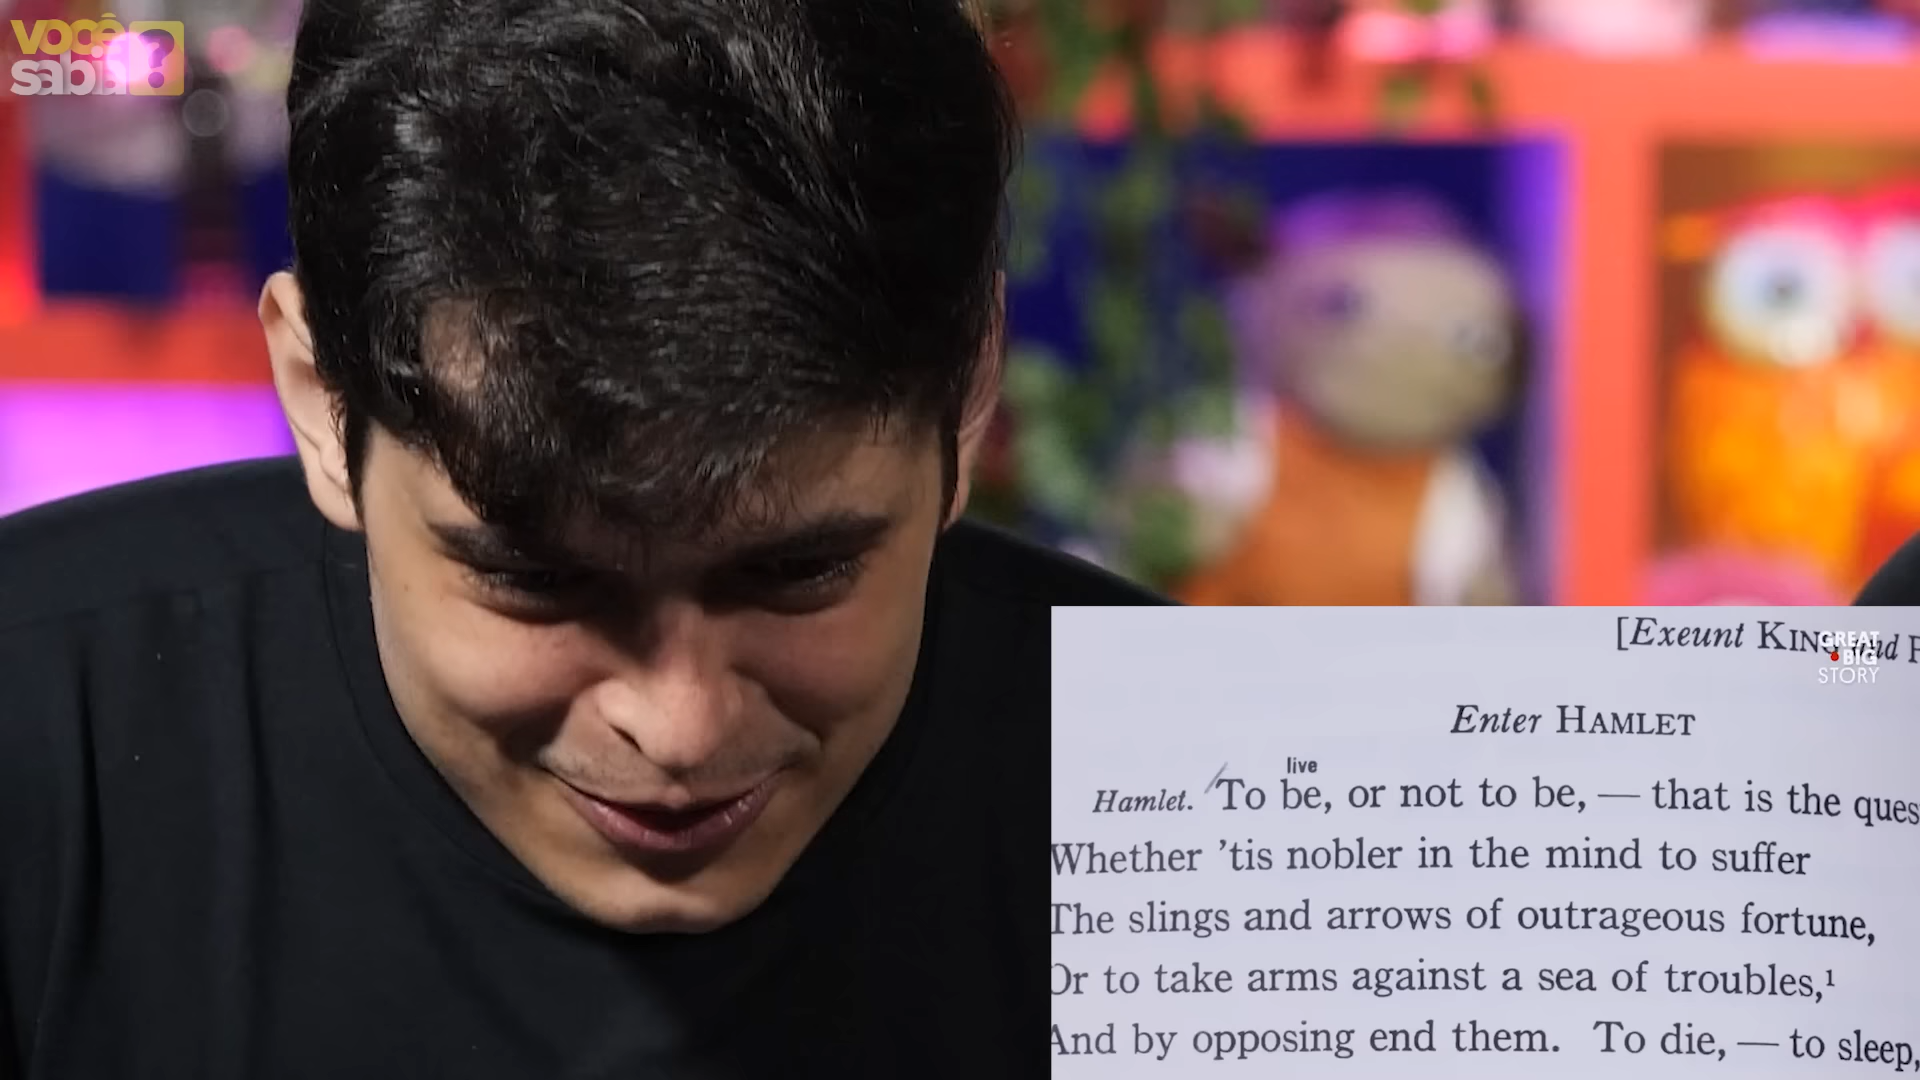 você
sabia?
[Exeunt KING and P
GREAT
BIG
STORY
Enter HAMLET
live
Hamlet. To be, or not to be, — that is the ques
Whether ’tis nobler in the mind to suffer
The slings and arrows of outrageous fortune,
Or to take arms against a sea of troubles,¹
And by opposing end them. To die, — to sleep,